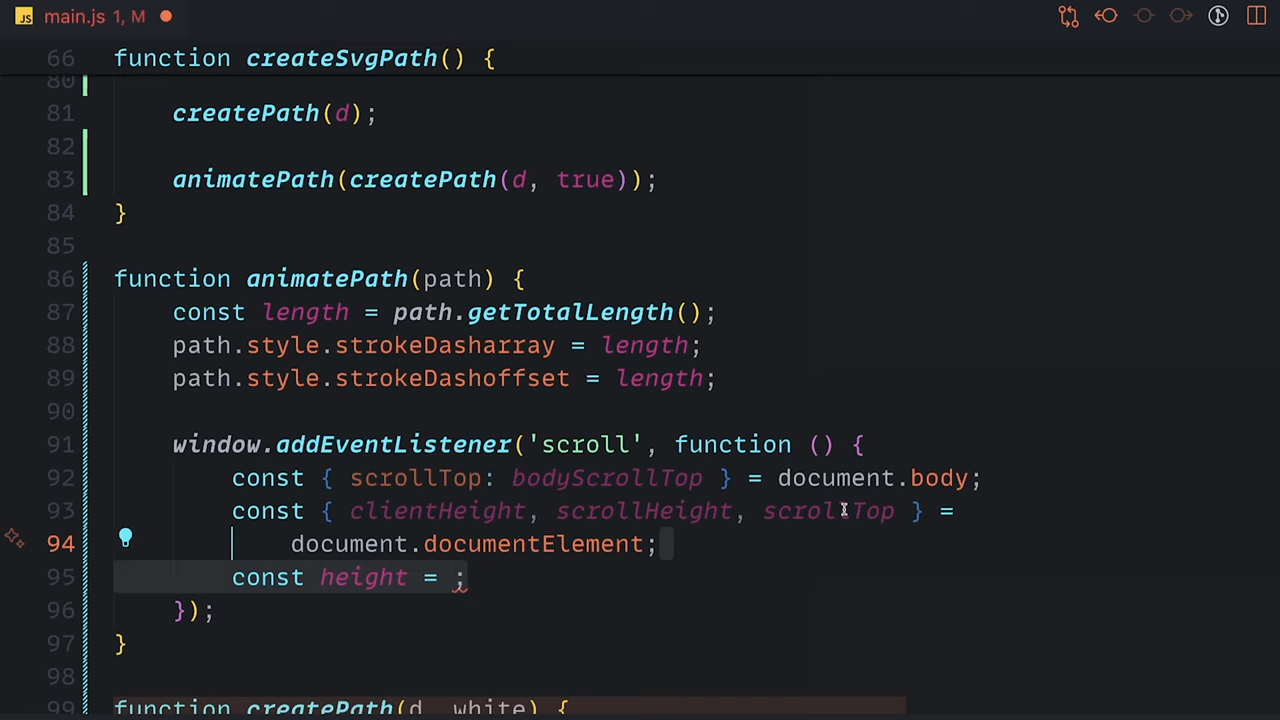 JS main.js 1, M
66 function createSvgPath() {
80
81 createPath(d);
82
83 animatePath(createPath(d, true));
84 }
85
86 function animatePath(path) {
87 const length = path.getTotalLength();
88 path.style.strokeDasharray = length;
89 path.style.strokeDashoffset = length;
90
91 window.addEventListener('scroll', function () {
92 const { scrollTop: bodyScrollTop } = document.body;
93 const { clientHeight, scrollHeight, scrollTop } =
94 document.documentElement;
95 const height = ;
96 });
97 }
98
99 function createPath(d, white) {